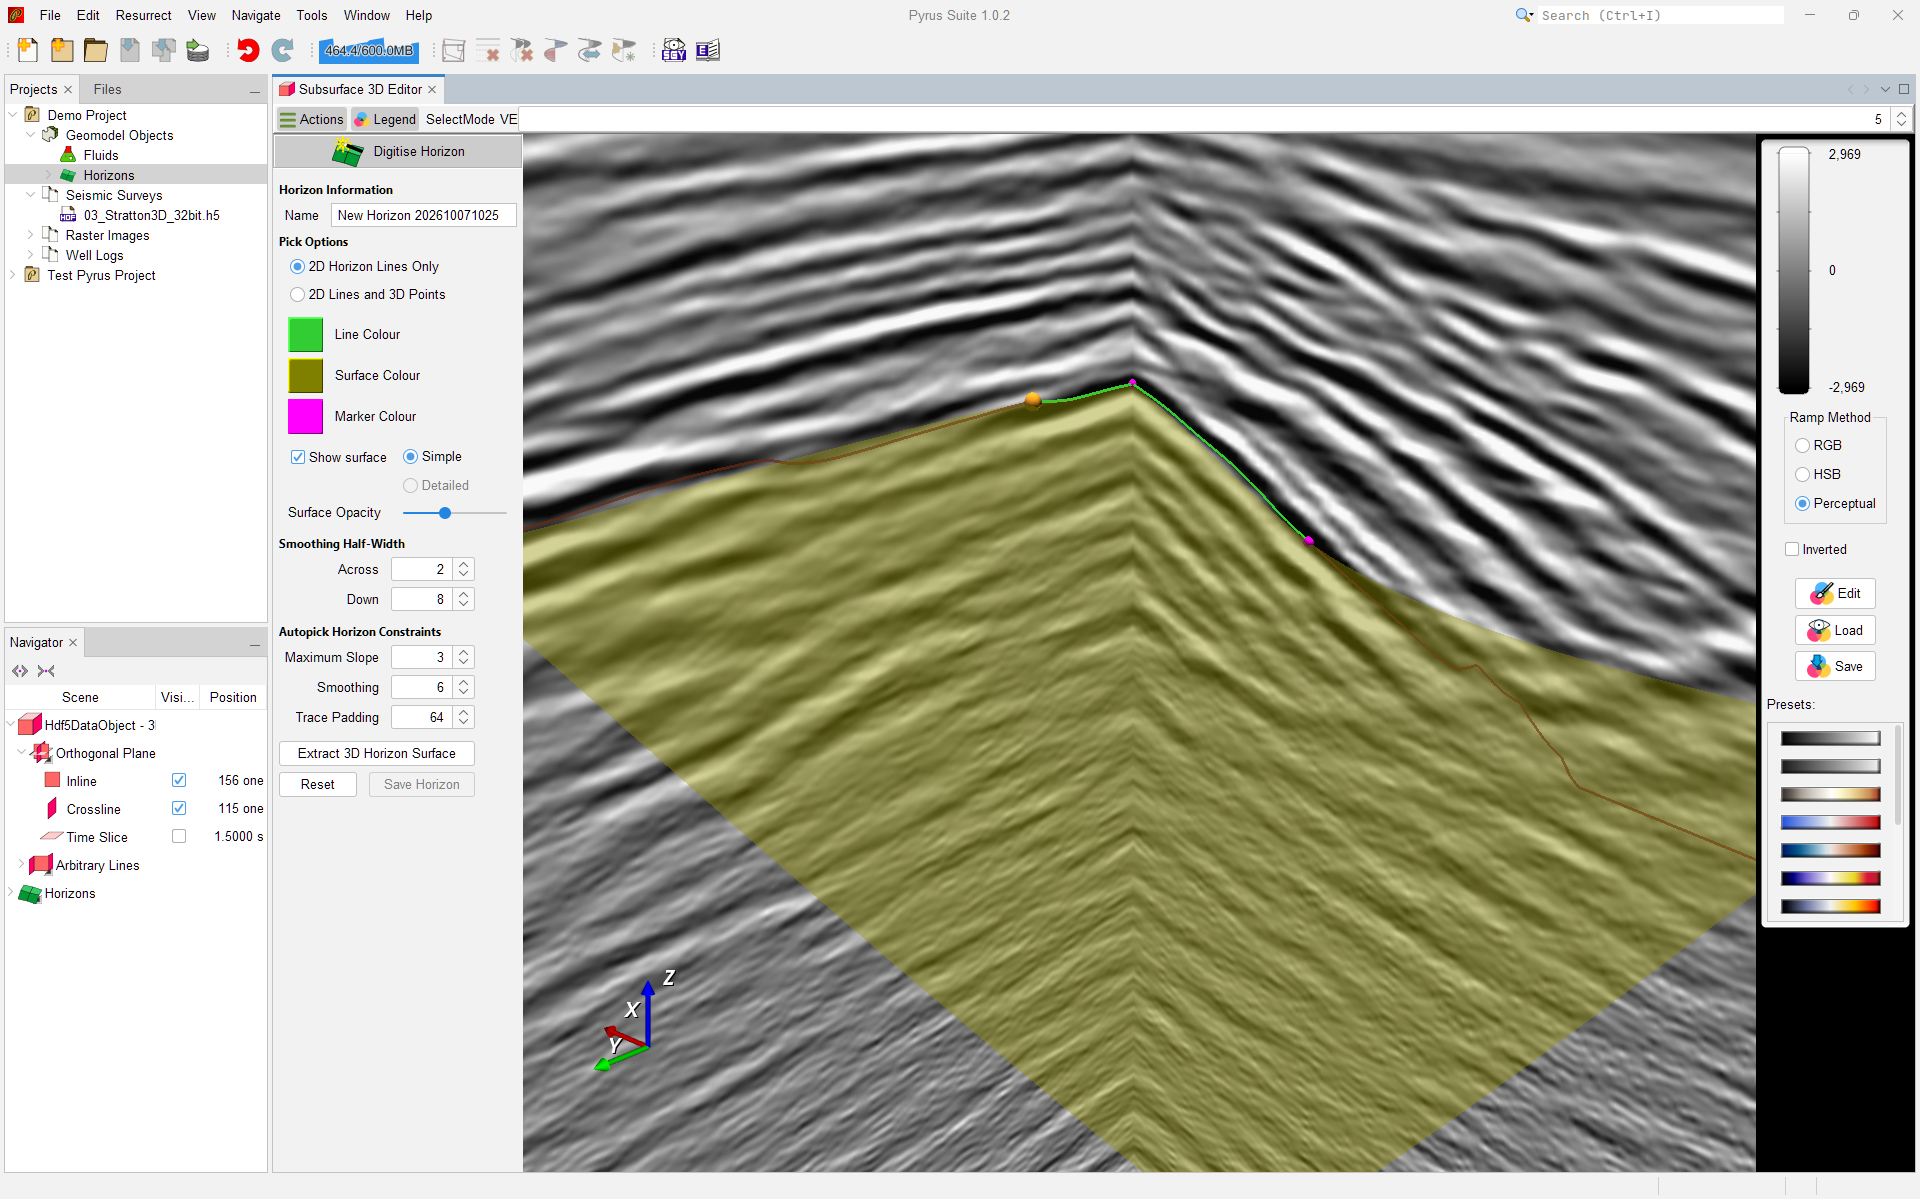 File Edit Resurrect View Navigate Tools Window Help
Pyrus Suite 1.0.2
Search (Ctrl+I)
464.4/600.0MB
SGY
E
Projects
Files
Demo Project
Geomodel Objects
Fluids
Horizons
Seismic Surveys
HDF
03_Stratton3D_32bit.h5
Raster Images
Well Logs
Test Pyrus Project
Navigator
Scene Visi... Position
Hdf5DataObject - 3
Orthogonal Plane
Inline 156 one
Crossline 115 one
Time Slice 1.5000 s
Arbitrary Lines
Horizons
Subsurface 3D Editor
Actions Legend SelectMode VE 5
Digitise Horizon
Horizon Information
Name New Horizon 202610071025
Pick Options
2D Horizon Lines Only
2D Lines and 3D Points
Line Colour
Surface Colour
Marker Colour
Show surface Simple
Detailed
Surface Opacity
Smoothing Half-Width
Across 2
Down 8
Autopick Horizon Constraints
Maximum Slope 3
Smoothing 6
Trace Padding 64
Extract 3D Horizon Surface
Reset Save Horizon
Z
X
Y
2,969
0
-2,969
Ramp Method
RGB
HSB
Perceptual
Inverted
Edit
Load
Save
Presets: